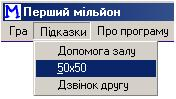 Перший мільйон
Гра Підказки Про програму
Допомога залу
50x50
Дзвінок другу